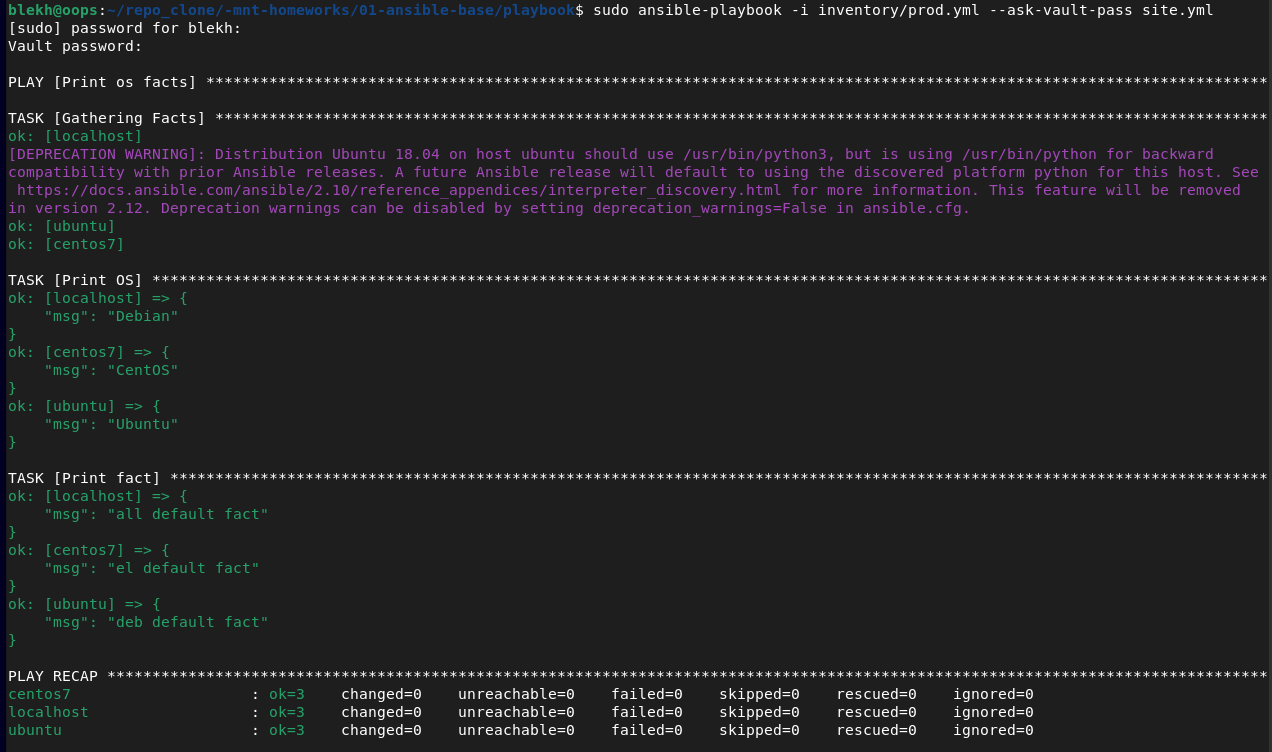 blekh@oops:~/repo_clone/-mnt-homeworks/01-ansible-base/playbook$ sudo ansible-playbook -i inventory/prod.yml --ask-vault-pass site.yml
[sudo] password for blekh:
Vault password:
PLAY [Print os facts] **********************************************************************************************************************
TASK [Gathering Facts] *********************************************************************************************************************
ok: [localhost]
[DEPRECATION WARNING]: Distribution Ubuntu 18.04 on host ubuntu should use /usr/bin/python3, but is using /usr/bin/python for backward
compatibility with prior Ansible releases. A future Ansible release will default to using the discovered platform python for this host. See
 https://docs.ansible.com/ansible/2.10/reference_appendices/interpreter_discovery.html for more information. This feature will be removed
in version 2.12. Deprecation warnings can be disabled by setting deprecation_warnings=False in ansible.cfg.
ok: [ubuntu]
ok: [centos7]
TASK [Print OS] ****************************************************************************************************************************
ok: [localhost] => {
    "msg": "Debian"
}
ok: [centos7] => {
    "msg": "CentOS"
}
ok: [ubuntu] => {
    "msg": "Ubuntu"
}
TASK [Print fact] **************************************************************************************************************************
ok: [localhost] => {
    "msg": "all default fact"
}
ok: [centos7] => {
    "msg": "el default fact"
}
ok: [ubuntu] => {
    "msg": "deb default fact"
}
PLAY RECAP *********************************************************************************************************************************
centos7                    : ok=3    changed=0    unreachable=0    failed=0    skipped=0    rescued=0    ignored=0
localhost                  : ok=3    changed=0    unreachable=0    failed=0    skipped=0    rescued=0    ignored=0
ubuntu                     : ok=3    changed=0    unreachable=0    failed=0    skipped=0    rescued=0    ignored=0